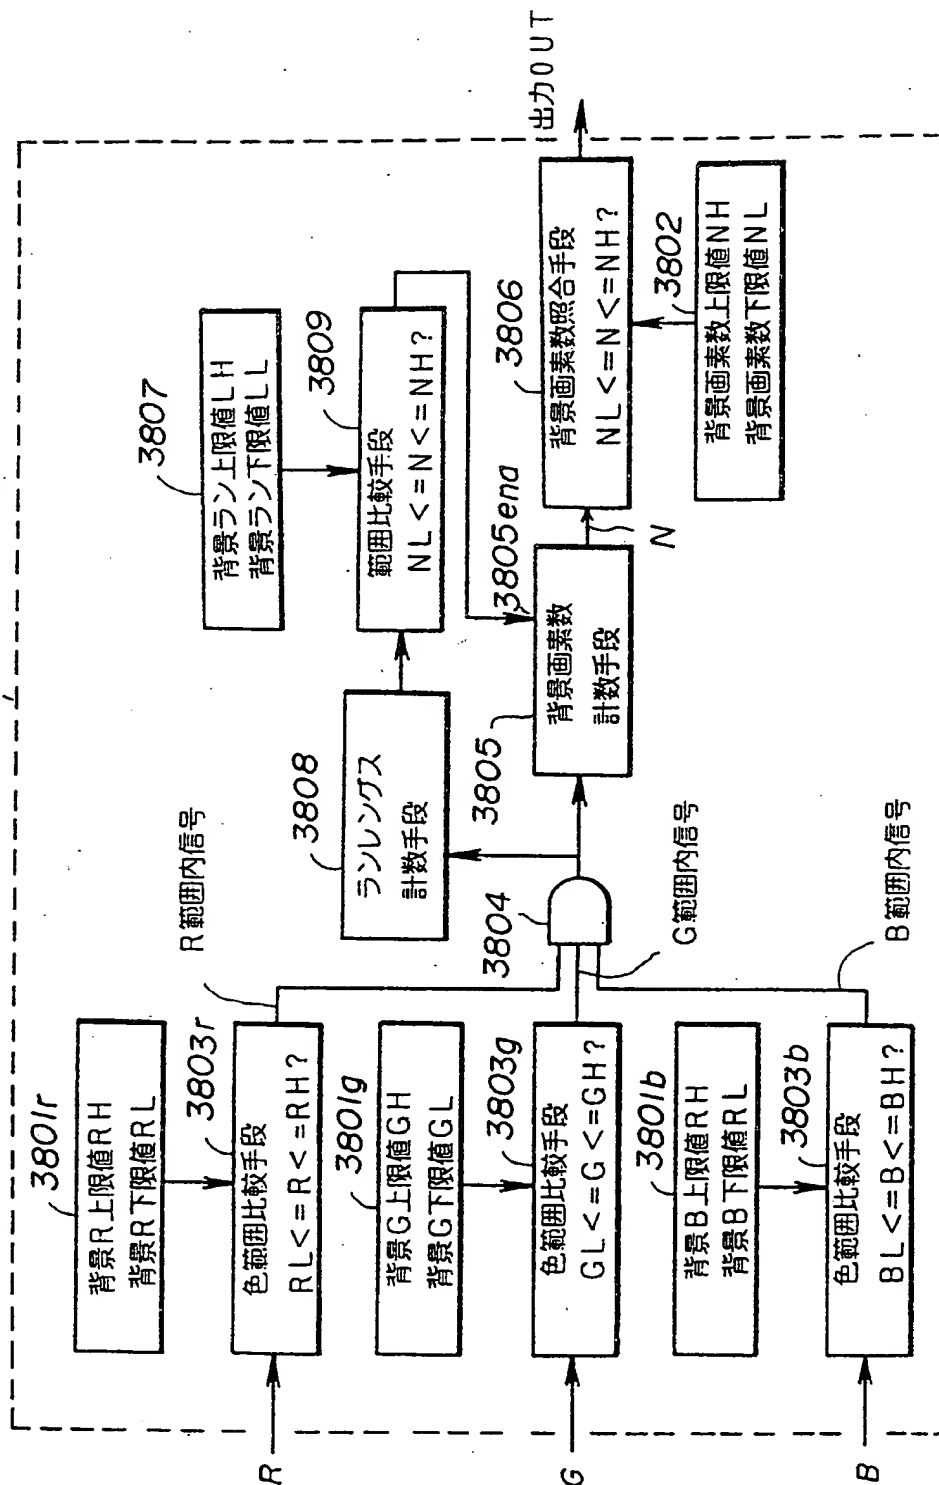 3801r
背景R上限値RH
背景R下限値RL
3803r
色範囲比較手段
RL<=R<=RH?
R
R範囲内信号
3801g
背景G上限値GH
背景G下限値GL
3803g
色範囲比較手段
GL<=G<=GH?
G
G範囲内信号
3801b
背景B上限値RH
背景B下限値RL
3803b
色範囲比較手段
BL<=B<=BH?
B
B範囲内信号
3804
3808
ランレングス
計数手段
3807
背景ラン上限値LH
背景ラン下限値LL
3809
範囲比較手段
NL<=N<=NH?
3805
3805ena
背景画素数
計数手段
N
3806
背景画素数照合手段
NL<=N<=NH?
3802
背景画素数上限値NH
背景画素数下限値NL
出力OUT